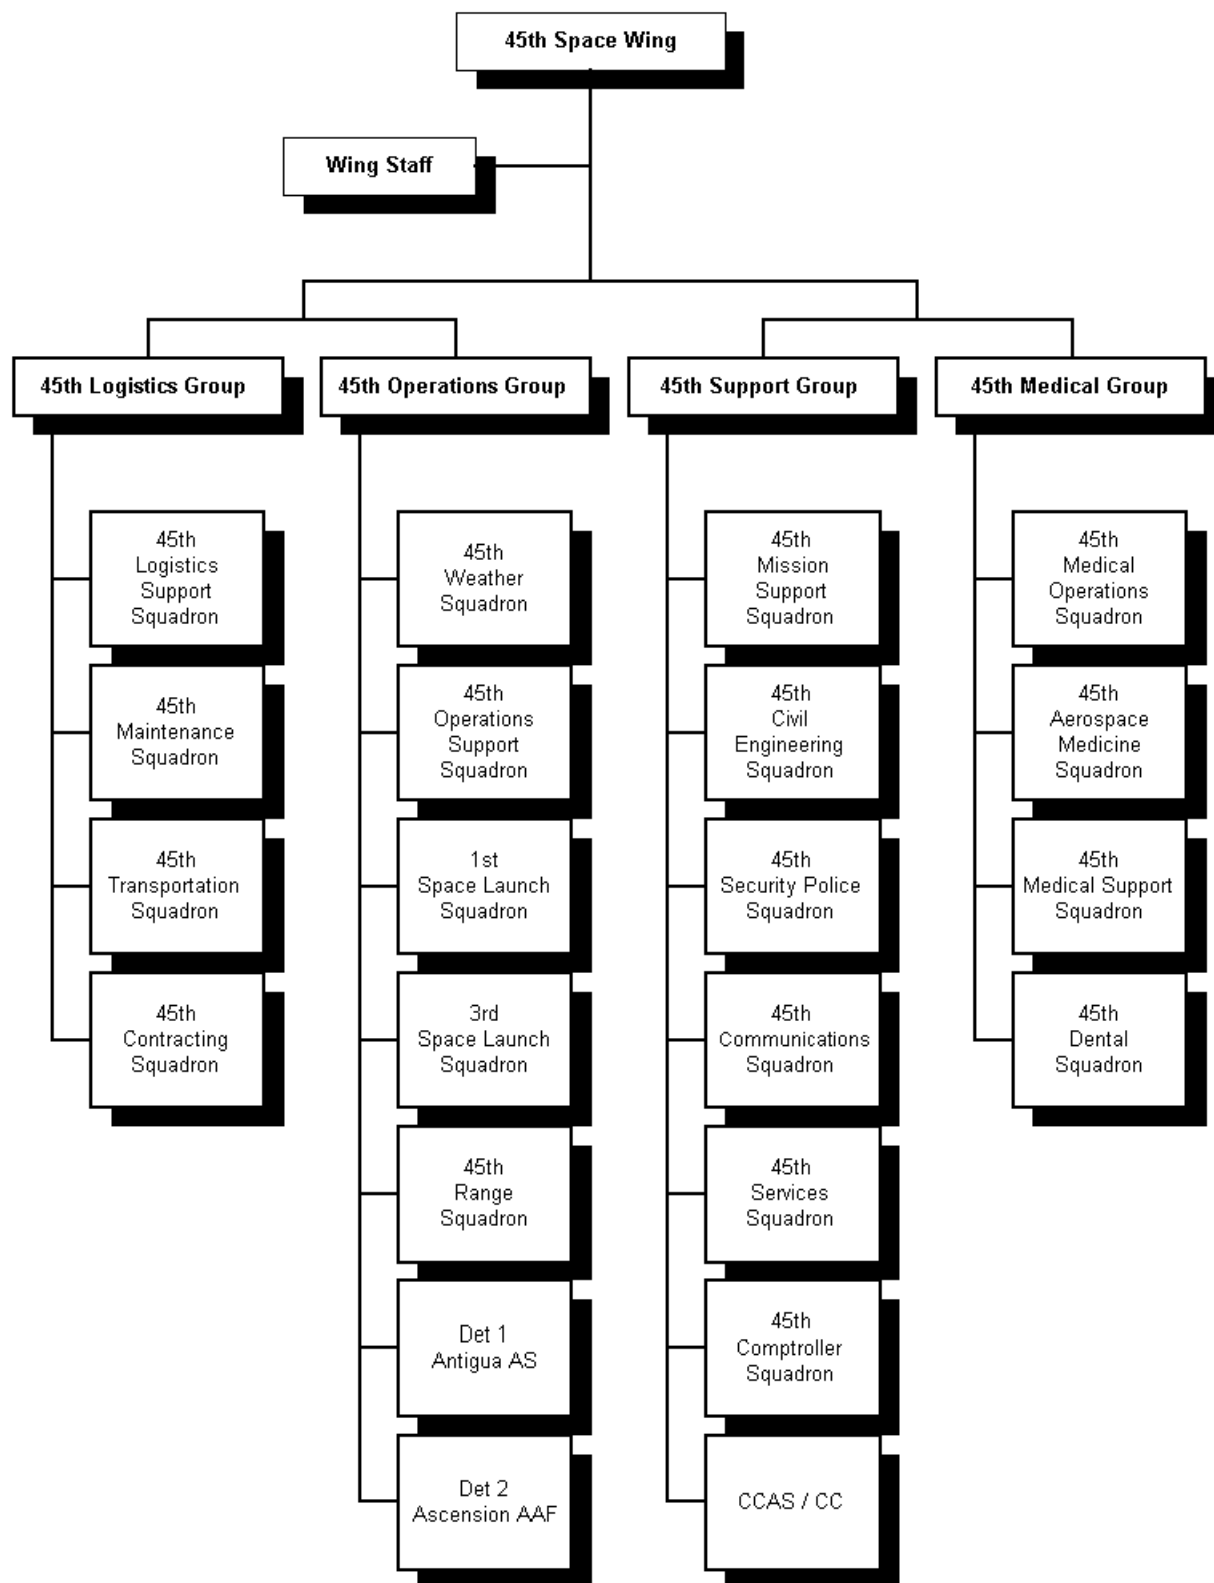 45th Space Wing
Wing Staff
45th Logistics Group
45th Operations Group
45th Support Group
45th Medical Group
45th
Logistics
Support
Squadron
45th
Maintenance
Squadron
45th
Transportation
Squadron
45th
Contracting
Squadron
45th
Weather
Squadron
45th
Operations
Support
Squadron
1st
Space Launch
Squadron
3rd
Space Launch
Squadron
45th
Range
Squadron
Det 1
Antigua AS
Det 2
Ascension AAF
45th
Mission
Support
Squadron
45th
Civil
Engineering
Squadron
45th
Security Police
Squadron
45th
Communications
Squadron
45th
Services
Squadron
45th
Comptroller
Squadron
CCAS / CC
45th
Medical
Operations
Squadron
45th
Aerospace
Medicine
Squadron
45th
Medical Support
Squadron
45th
Dental
Squadron